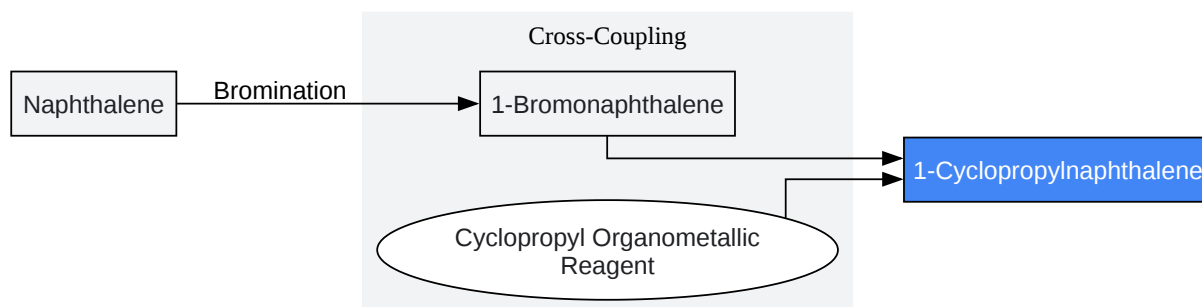 Cross-Coupling
Naphthalene
Bromination
1-Bromonaphthalene
1-Cyclopropylnaphthalene
Cyclopropyl Organometallic
Reagent